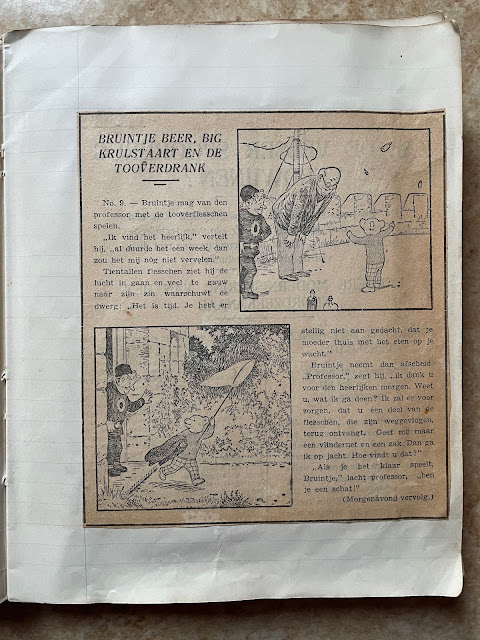 BRUINTJE BEER, BIG
KRULSTAART EN DE
TOOVERDRANK
No. 9. — Bruintje mag van den
professor met de tooverflesschen
spelen.
„Ik vind het heerlijk,” vertelt
hij, „al duurde het een week, dan
zou het mij nòg niet vervelen.”
Tientallen flesschen ziet hij de
lucht in gaan en veel te gauw
naar zijn zin waarschuwt de
dwerg: „Het is tijd. Je hebt er
stellig niet aan gedacht, dat je
moeder thuis met het eten op je
wacht.”
Bruintje neemt dan afscheid
„Professor,” zegt hij, „ik dank u
voor den heerlijken morgen. Weet
u, wat ik ga doen? Ik zal er voor
zorgen, dat u een deel van de
flesschen, die zijn weggevlogen,
terug ontvangt. Geef mij maar
een vlindernet en een zak. Dan ga
ik op jacht. Hoe vindt u dat?”
„Als je het klaar speelt,
Bruintje,” lacht professor, „ben
je een schat!”
(Morgenavond vervolg.)